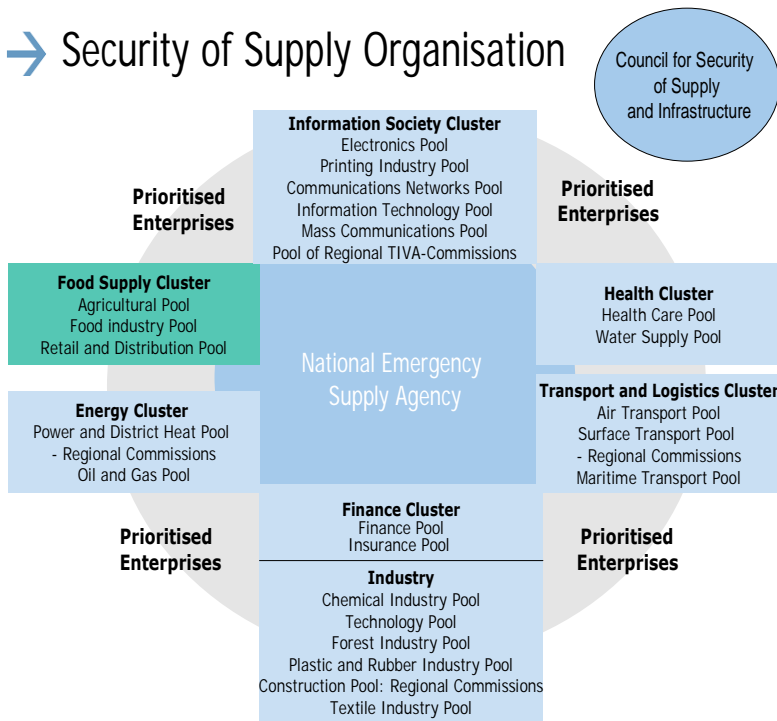 Security of Supply Organisation
Council for Security
of Supply
and Infrastructure
Information Society Cluster
Electronics Pool
Printing Industry Pool
Communications Networks Pool
Information Technology Pool
Mass Communications Pool
Pool of Regional TIVA-Commissions
Prioritised
Enterprises
Prioritised
Enterprises
Food Supply Cluster
Agricultural Pool
Food industry Pool
Retail and Distribution Pool
Health Cluster
Health Care Pool
Water Supply Pool
National Emergency
Supply Agency
Energy Cluster
Power and District Heat Pool
- Regional Commissions
Oil and Gas Pool
Transport and Logistics Cluster
Air Transport Pool
Surface Transport Pool
- Regional Commissions
Maritime Transport Pool
Finance Cluster
Finance Pool
Insurance Pool
Prioritised
Enterprises
Prioritised
Enterprises
Industry
Chemical Industry Pool
Technology Pool
Forest Industry Pool
Plastic and Rubber Industry Pool
Construction Pool: Regional Commissions
Textile Industry Pool